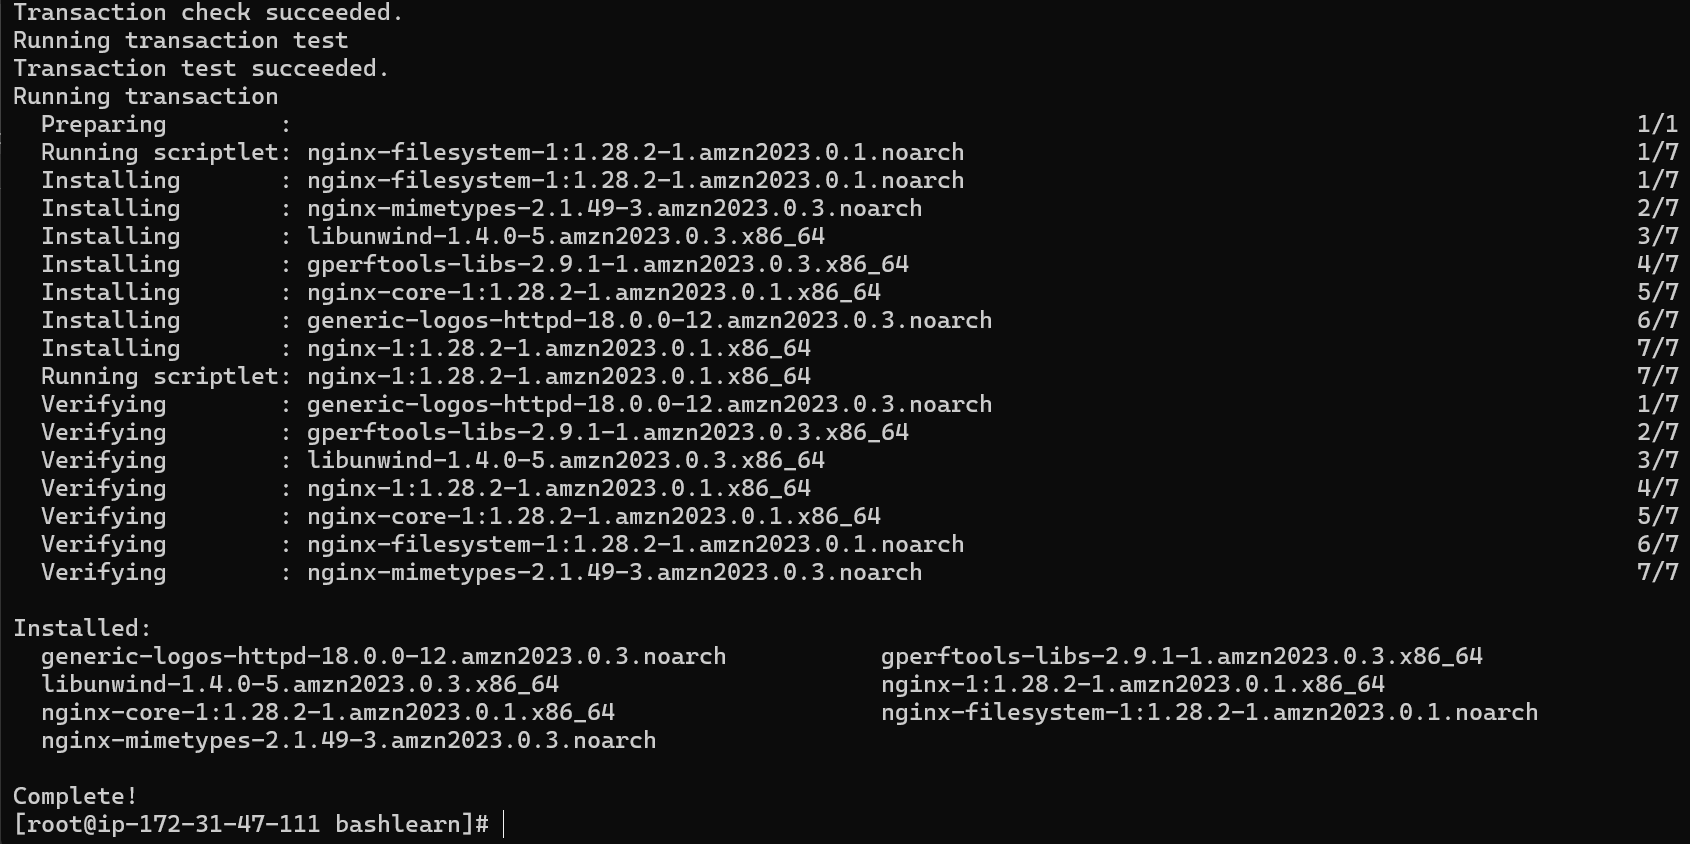 Transaction check succeeded.
Running transaction test
Transaction test succeeded.
Running transaction
  Preparing        :                                                                                                1/1
  Running scriptlet: nginx-filesystem-1:1.28.2-1.amzn2023.0.1.noarch                                                1/7
  Installing       : nginx-filesystem-1:1.28.2-1.amzn2023.0.1.noarch                                                1/7
  Installing       : nginx-mimetypes-2.1.49-3.amzn2023.0.3.noarch                                                   2/7
  Installing       : libunwind-1.4.0-5.amzn2023.0.3.x86_64                                                          3/7
  Installing       : gperftools-libs-2.9.1-1.amzn2023.0.3.x86_64                                                    4/7
  Installing       : nginx-core-1:1.28.2-1.amzn2023.0.1.x86_64                                                      5/7
  Installing       : generic-logos-httpd-18.0.0-12.amzn2023.0.3.noarch                                              6/7
  Installing       : nginx-1:1.28.2-1.amzn2023.0.1.x86_64                                                           7/7
  Running scriptlet: nginx-1:1.28.2-1.amzn2023.0.1.x86_64                                                           7/7
  Verifying        : generic-logos-httpd-18.0.0-12.amzn2023.0.3.noarch                                              1/7
  Verifying        : gperftools-libs-2.9.1-1.amzn2023.0.3.x86_64                                                    2/7
  Verifying        : libunwind-1.4.0-5.amzn2023.0.3.x86_64                                                          3/7
  Verifying        : nginx-1:1.28.2-1.amzn2023.0.1.x86_64                                                           4/7
  Verifying        : nginx-core-1:1.28.2-1.amzn2023.0.1.x86_64                                                      5/7
  Verifying        : nginx-filesystem-1:1.28.2-1.amzn2023.0.1.noarch                                                6/7
  Verifying        : nginx-mimetypes-2.1.49-3.amzn2023.0.3.noarch                                                   7/7

Installed:
  generic-logos-httpd-18.0.0-12.amzn2023.0.3.noarch           gperftools-libs-2.9.1-1.amzn2023.0.3.x86_64
  libunwind-1.4.0-5.amzn2023.0.3.x86_64                       nginx-1:1.28.2-1.amzn2023.0.1.x86_64
  nginx-core-1:1.28.2-1.amzn2023.0.1.x86_64                   nginx-filesystem-1:1.28.2-1.amzn2023.0.1.noarch
  nginx-mimetypes-2.1.49-3.amzn2023.0.3.noarch

Complete!
[root@ip-172-31-47-111 bashlearn]#